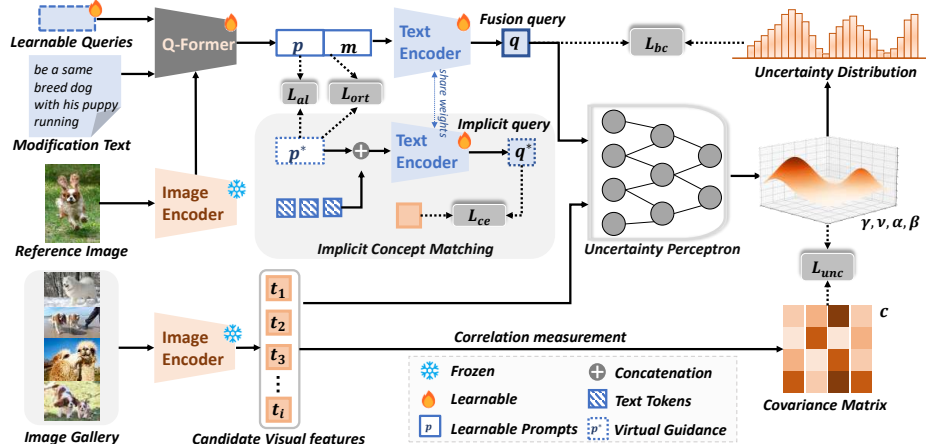 Learnable Queries
be a same
breed dog
with his puppy
running
Modification Text
Reference Image
Image Gallery
Q-Former
Image
Encoder
Image
Encoder
p m
Text
Encoder
Fusion query
q
L_al
L_ort
share weights
p*
Text
Encoder
Implicit query
q*
L_ce
Implicit Concept Matching
t_1
t_2
t_3
t_i
Candidate Visual features
L_bc
Uncertainty Distribution
Uncertainty Perceptron
γ, ν, α, β
L_unc
Correlation measurement
c
Covariance Matrix
Frozen
Concatenation
Learnable
Text Tokens
p
Learnable Prompts
p*
Virtual Guidance